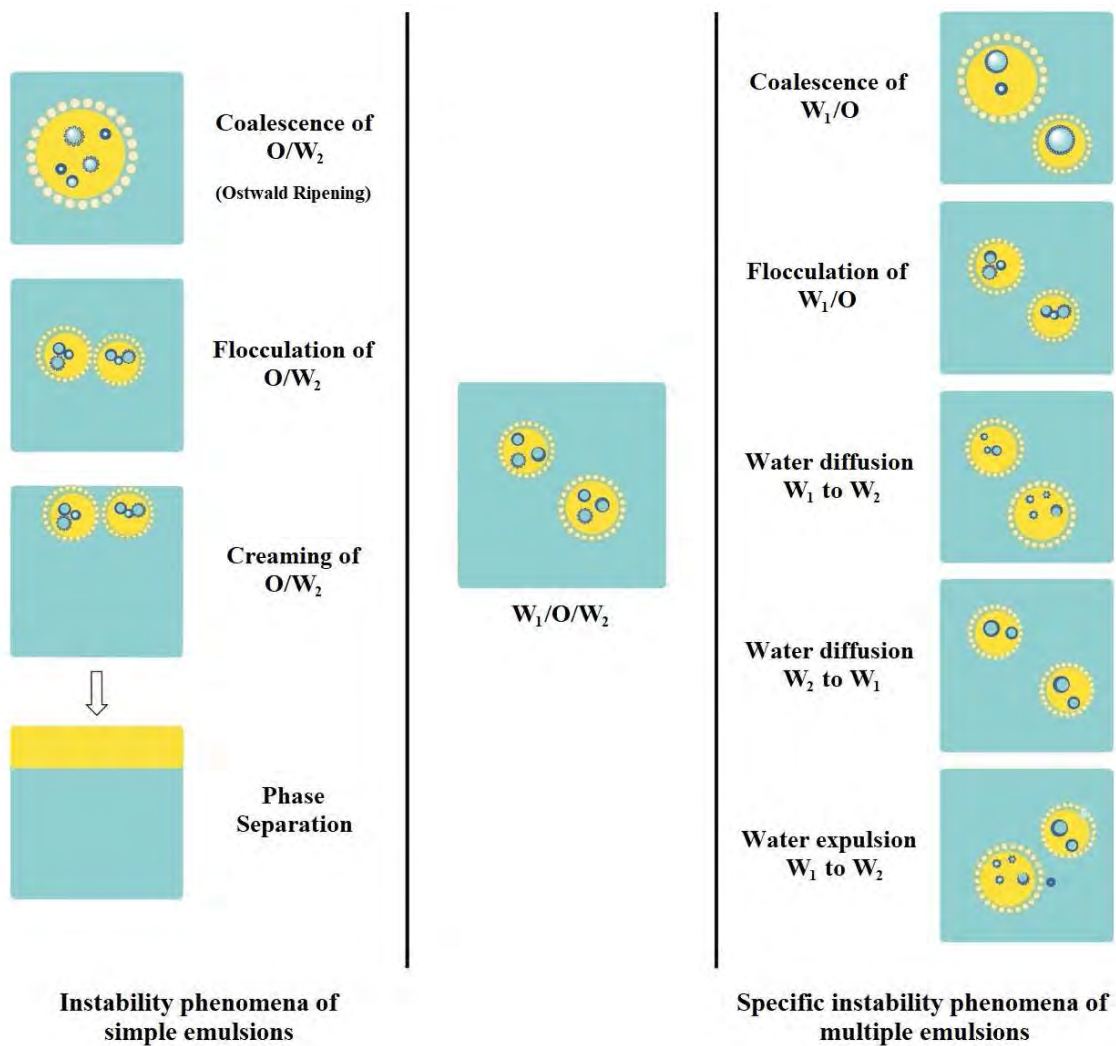 Coalescence of
O/W₂
(Ostwald Ripening)
Flocculation of
O/W₂
Creaming of
O/W₂
Phase
Separation
Instability phenomena of
simple emulsions
W₁/O/W₂
Coalescence of
W₁/O
Flocculation of
W₁/O
Water diffusion
W₁ to W₂
Water diffusion
W₂ to W₁
Water expulsion
W₁ to W₂
Specific instability phenomena of
multiple emulsions